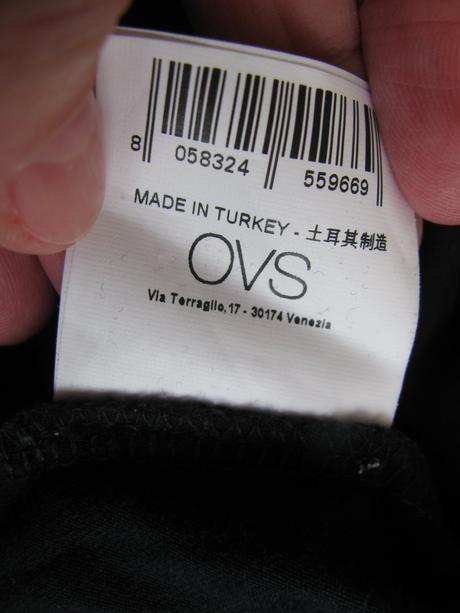 8 058324 559669
MADE IN TURKEY - 土耳其制造
OVS
Via Terraglio, 17 - 30174 Venezia